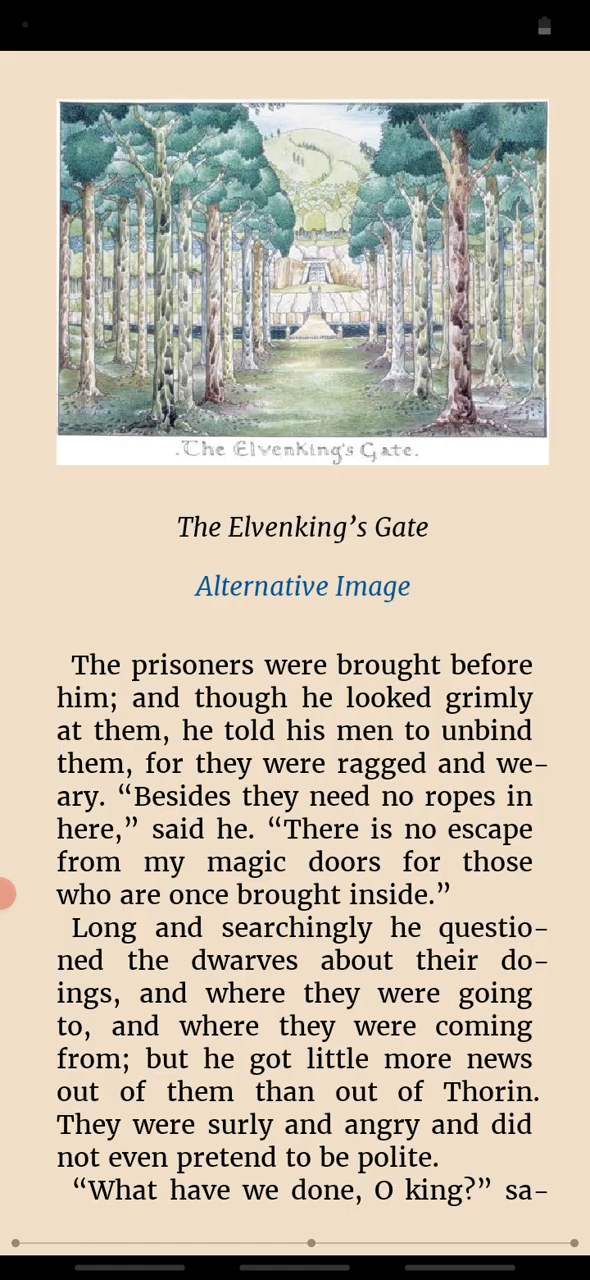 .The Elvenking's Gate.
The Elvenking’s Gate
Alternative Image
The prisoners were brought before
him; and though he looked grimly
at them, he told his men to unbind
them, for they were ragged and we-
ary. “Besides they need no ropes in
here,” said he. “There is no escape
from my magic doors for those
who are once brought inside.”
Long and searchingly he questio-
ned the dwarves about their do-
ings, and where they were going
to, and where they were coming
from; but he got little more news
out of them than out of Thorin.
They were surly and angry and did
not even pretend to be polite.
“What have we done, O king?” sa-